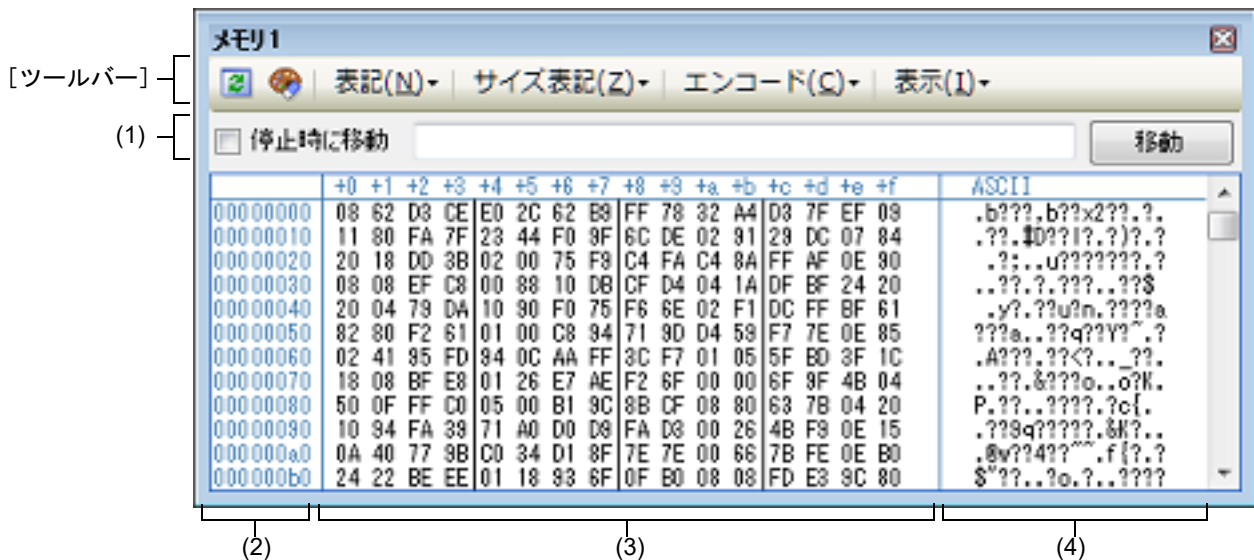 メモリ1
[ツールバー]
表記(N)▾ サイズ表記(Z)▾ エンコード(C)▾ 表示(I)▾
(1)
停止時に移動 移動
+0 +1 +2 +3 +4 +5 +6 +7 +8 +9 +a +b +c +d +e +f ASCII
00000000 08 62 D3 CE E0 2C 62 B9 FF 78 32 A4 D3 7F EF 09 .b???,b??x2??.?.
00000010 11 80 FA 7F 23 44 F0 9F 6C DE 02 91 29 DC 07 84 .??.#D??l?.?)?.?
00000020 20 18 DD 3B 02 00 75 F9 C4 FA C4 8A FF AF 0E 90 .?;..u???????.?
00000030 08 08 EF C8 00 88 10 DB CF D4 04 1A DF BF 24 20 ..??.?.???..??$
00000040 20 04 79 DA 10 90 F0 75 F6 6E 02 F1 DC FF BF 61 .y?.??u?n.????a
00000050 82 80 F2 61 01 00 C8 94 71 9D D4 59 F7 7E 0E 85 ???a..??q??Y?~.?
00000060 02 41 95 FD 94 0C AA FF 3C F7 01 05 5F BD 3F 1C .A???.??<?.._??.
00000070 18 08 BF E8 01 26 E7 AE F2 6F 00 00 6F 9F 4B 04 ..??.&???o..o?K.
00000080 50 0F FF C0 05 00 B1 9C 8B CF 08 80 63 7B 04 20 P.??..????.?c{.
00000090 10 94 FA 39 71 A0 D0 D9 FA D3 00 26 4B F9 0E 15 .??9q?????.&K?..
000000a0 0A 40 77 9B C0 34 D1 8F 7E 7E 00 66 7B FE 0E B0 .@w??4??~~.f{?.?
000000b0 24 22 BE EE 01 18 93 6F 0F B0 08 08 FD E3 9C 80 $"??..?o.?..????
(2) (3) (4)